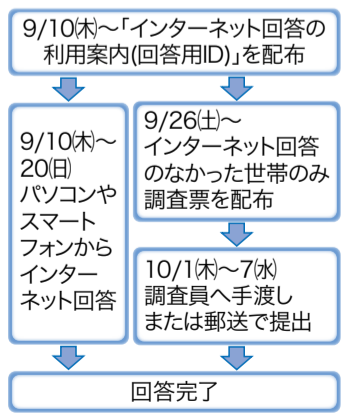 9/10㈭～「インターネット回答の
利用案内(回答用ID)」を配布
9/10㈭～
20㈰
パソコンや
スマート
フォンから
インター
ネット回答
9/26㈯～
インターネット回答
のなかった世帯のみ
調査票を配布
10/1㈭～7㈬
調査員へ手渡し
または郵送で提出
回答完了